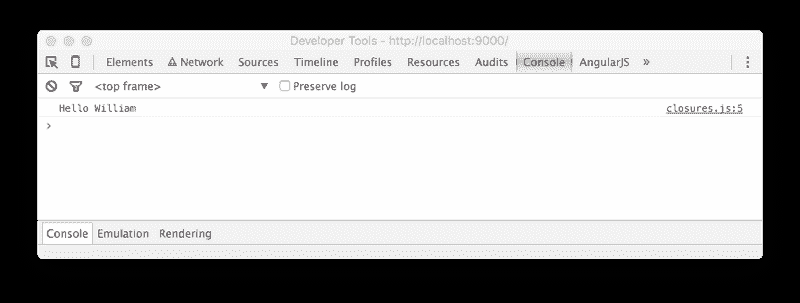 Developer Tools - http://localhost:9000/
Elements Network Sources Timeline Profiles Resources Audits Console AngularJS »
<top frame> ▼ Preserve log
Hello William closures.js:5
>
Console Emulation Rendering